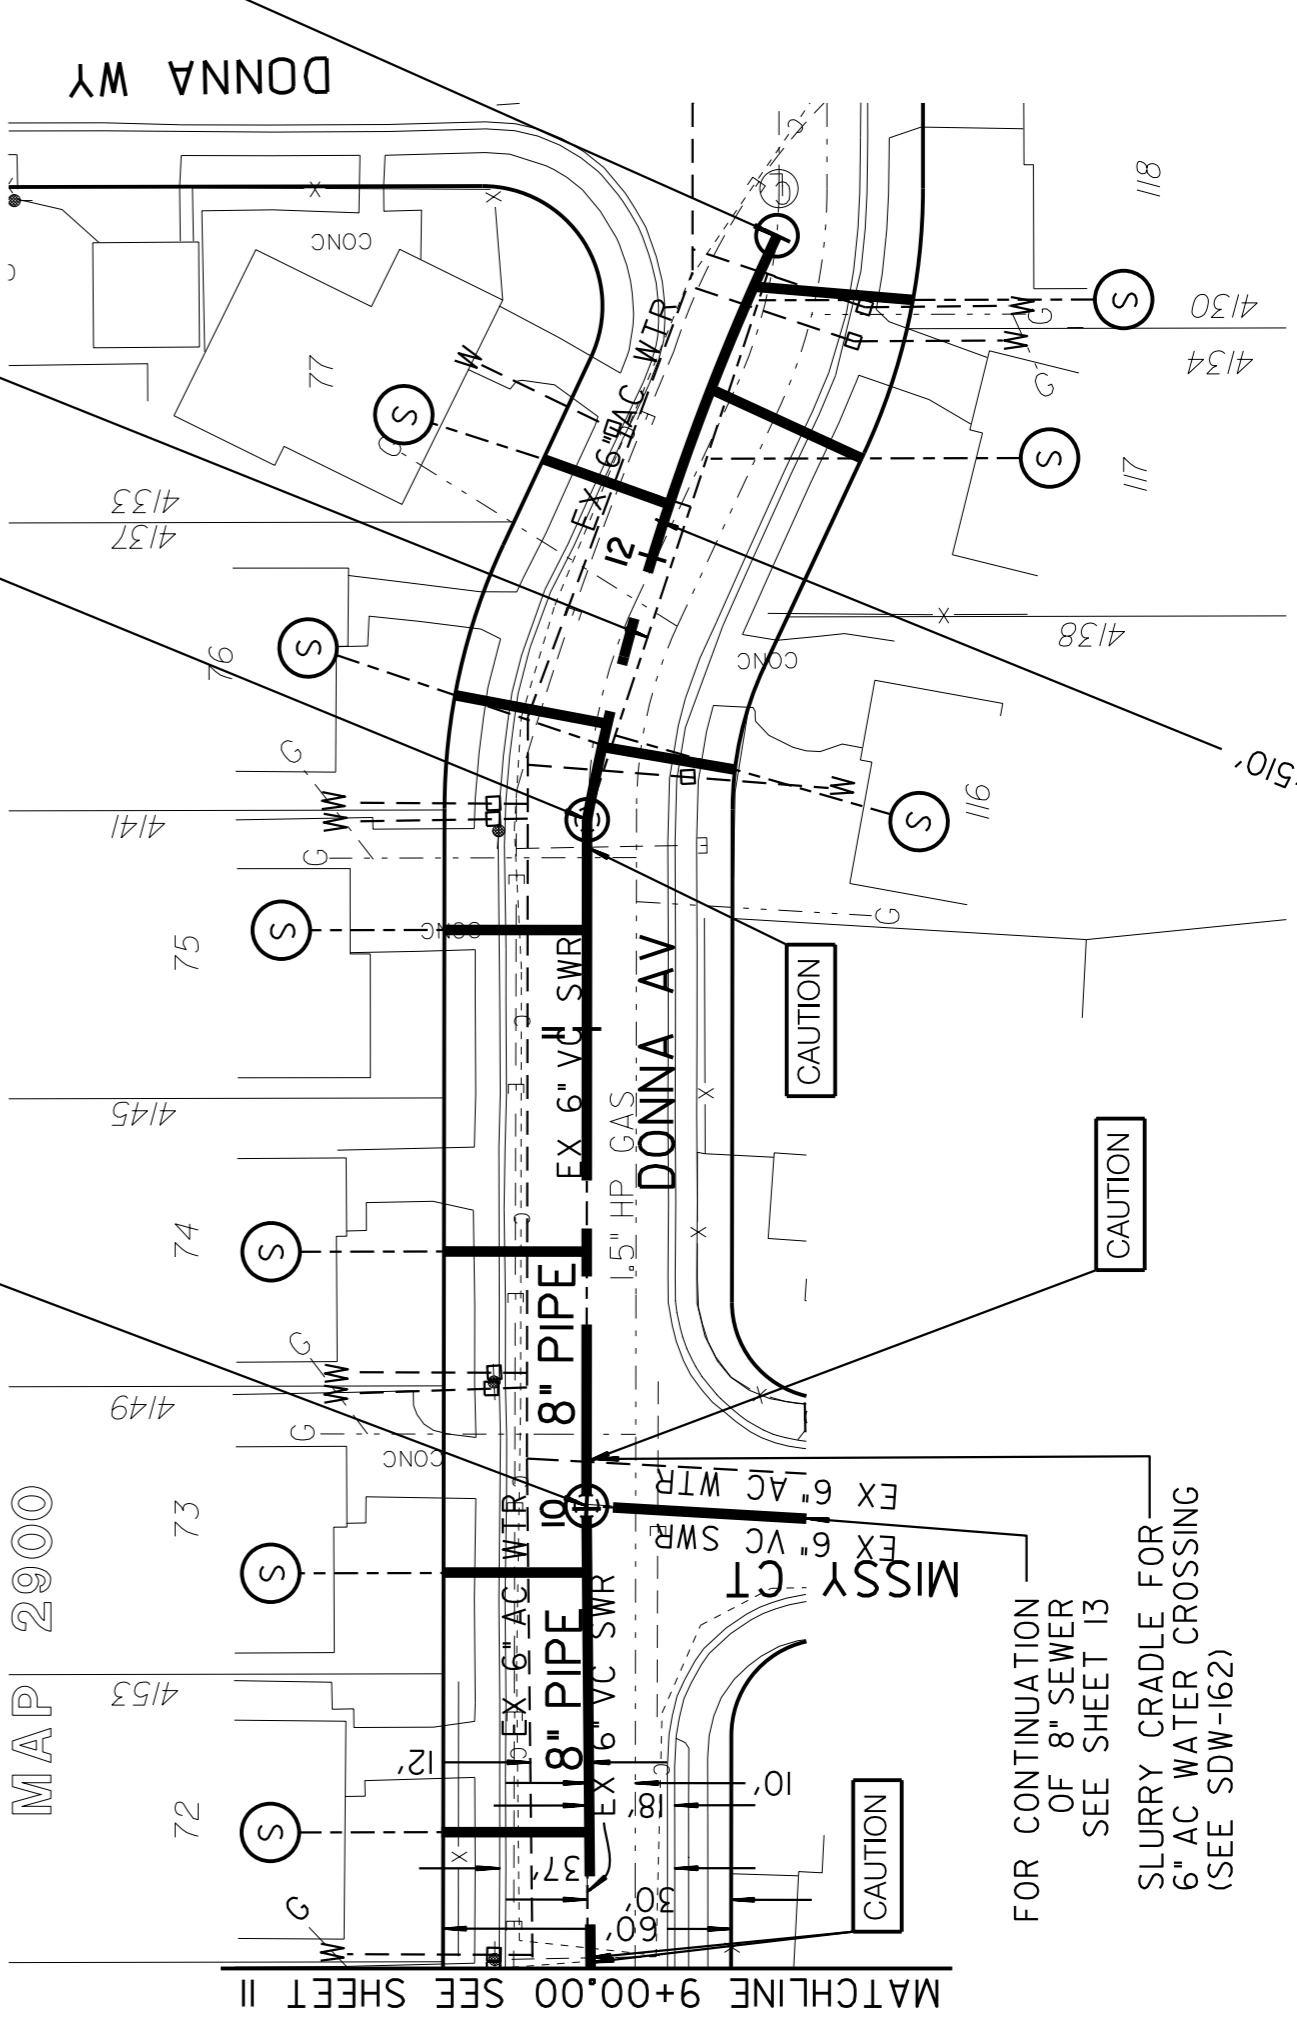 DONNA WY
118
CONC
4130
4134
77
W
S
S
EX 6" AC WTR
G
G
4133
4137
S
117
12
76
S
CONC
4138
510'
G
4141
G
S
116
G
S
75
CONC
EX 6" VC SWR
11
DONNA AV
CAUTION
4145
1.5" HP GAS
CAUTION
74
S
8" PIPE
G
4149
G
CONC
EX 6" AC WTR
10
EX 6" VC SWR
MISSY CT
MAP 2900
73
S
EX 6" AC WTR
8" PIPE
EX 6" VC SWR
4153
12'
10'
18'
72
S
37'
30'
60'
G
CAUTION
FOR CONTINUATION
OF 8" SEWER
SEE SHEET 13
SLURRY CRADLE FOR
6" AC WATER CROSSING
(SEE SDW-162)
MATCHLINE 9+00.00 SEE SHEET 11